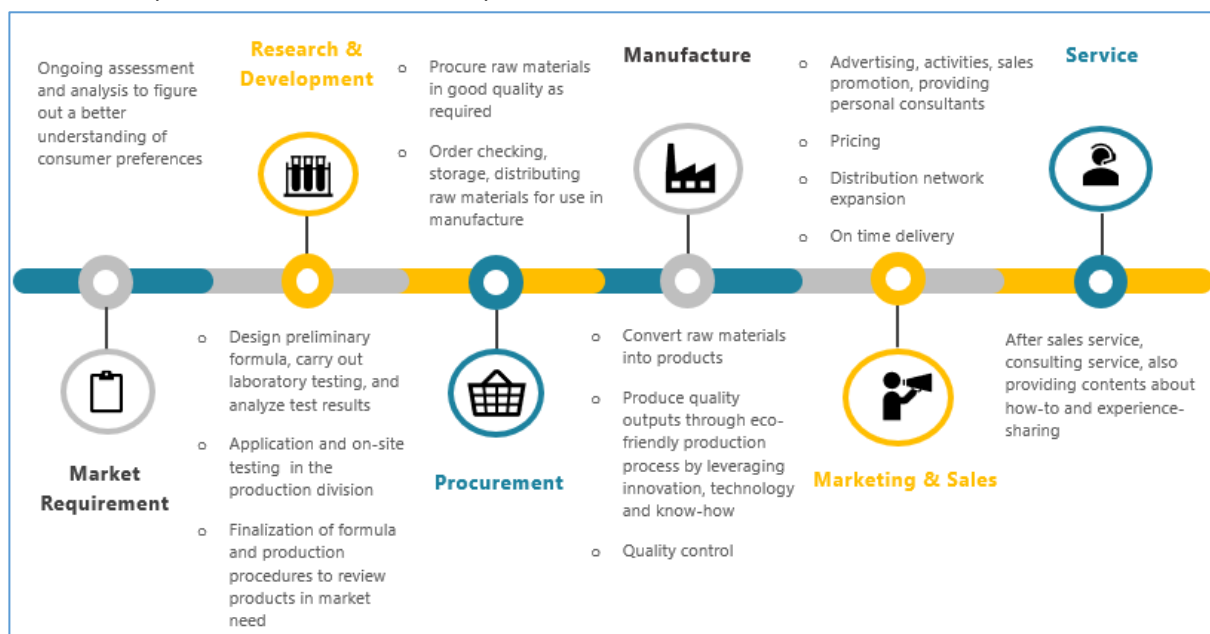 Ongoing assessment
and analysis to figure
out a better
understanding of
consumer preferences
Market
Requirement
Research &
Development
o Design preliminary
formula, carry out
laboratory testing, and
analyze test results
o Application and on-site
testing in the
production division
o Finalization of formula
and production
procedures to review
products in market
need
o Procure raw materials
in good quality as
required
o Order checking,
storage, distributing
raw materials for use in
manufacture
Procurement
Manufacture
o Convert raw materials
into products
o Produce quality
outputs through eco-
friendly production
process by leveraging
innovation, technology
and know-how
o Quality control
o Advertising, activities, sales
promotion, providing
personal consultants
o Pricing
o Distribution network
expansion
o On time delivery
Marketing & Sales
Service
After sales service,
consulting service, also
providing contents about
how-to and experience-
sharing